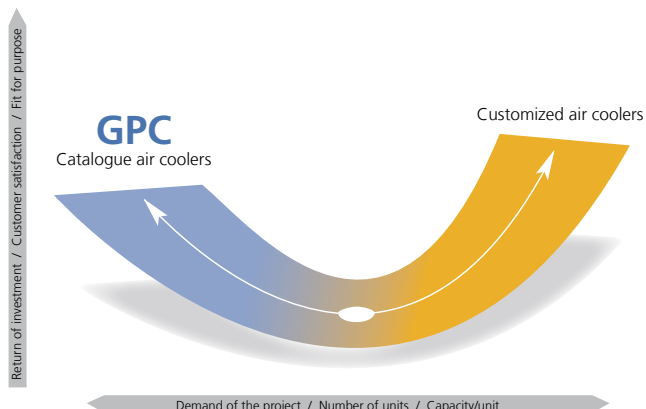 GPC
Catalogue air coolers
Customized air coolers
Return of investment / Customer satisfaction / Fit for purpose
Demand of the project / Number of units / Capacity/unit